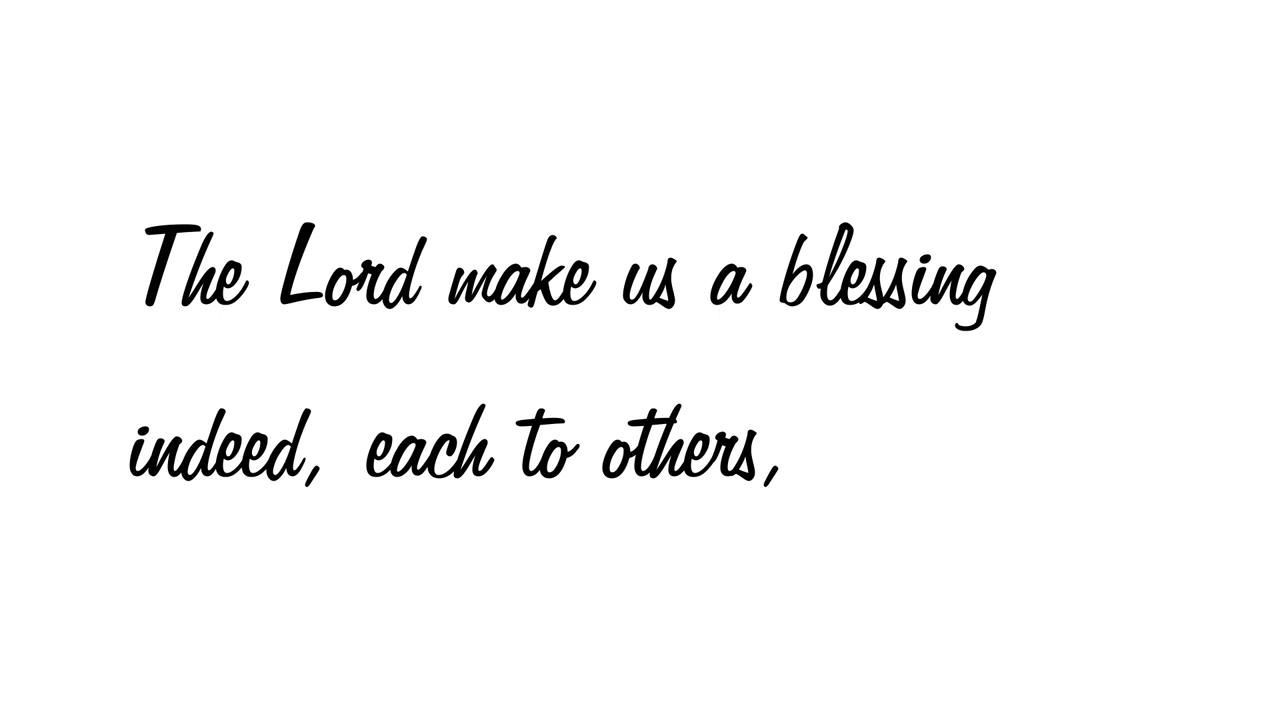 The Lord make us a blessing
indeed, each to others,